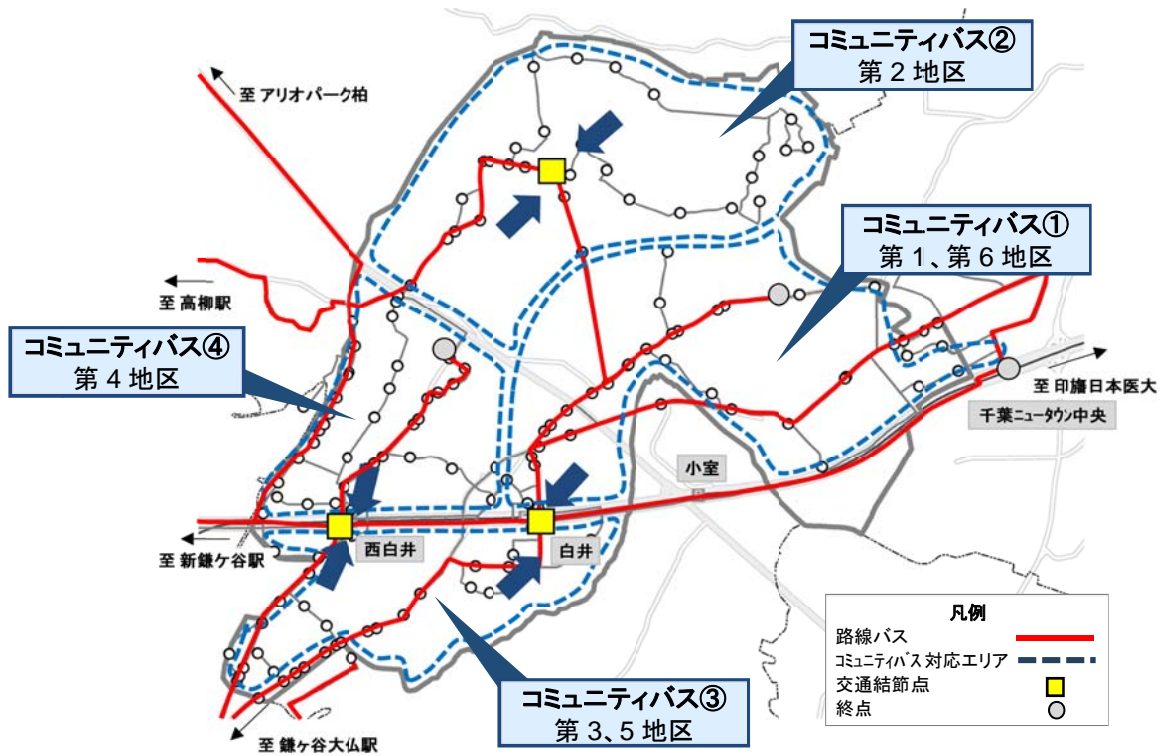 コミュニティバス②
第2地区
至 アリオパーク柏
コミュニティバス①
第1、第6地区
至 高柳駅
コミュニティバス④
第4地区
至 印旛日本医大
千葉ニュータウン中央
小室
西白井
白井
至 新鎌ケ谷駅
凡例
路線バス
コミュニティバス対応エリア
交通結節点
終点
コミュニティバス③
第3、5地区
至 鎌ヶ谷大仏駅